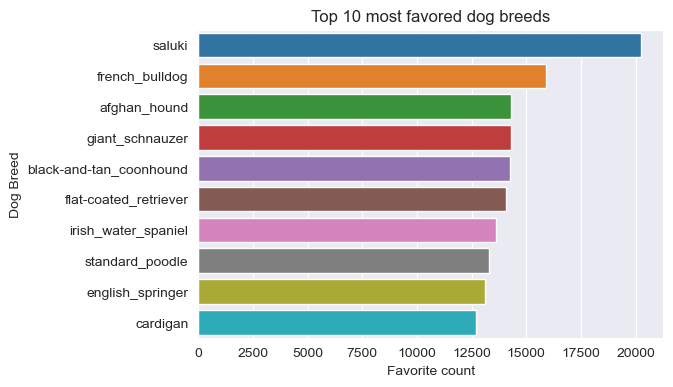 Top 10 most favored dog breeds
Dog Breed
saluki
french_bulldog
afghan_hound
giant_schnauzer
black-and-tan_coonhound
flat-coated_retriever
irish_water_spaniel
standard_poodle
english_springer
cardigan
0 2500 5000 7500 10000 12500 15000 17500 20000
Favorite count